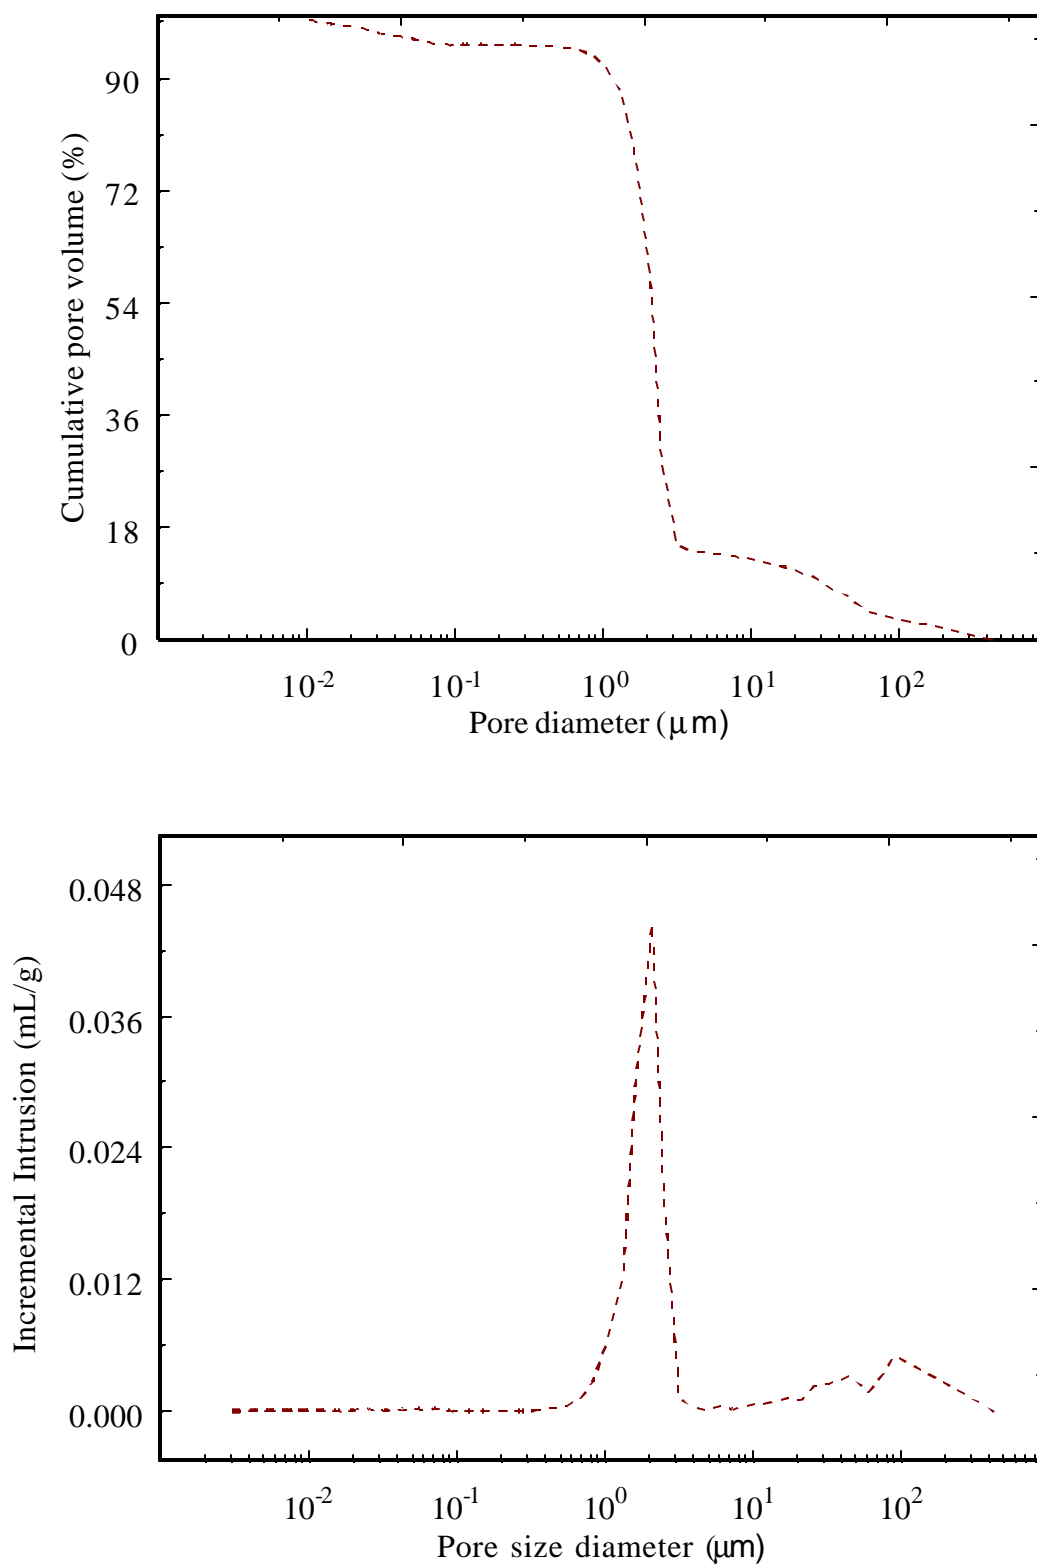 90
72
54
36
18
0
Cumulative pore volume (%)
10-2 10-1 100 101 102
Pore diameter (μm)
0.048
0.036
0.024
0.012
0.000
Incremental Intrusion (mL/g)
10-2 10-1 100 101 102
Pore size diameter (μm)